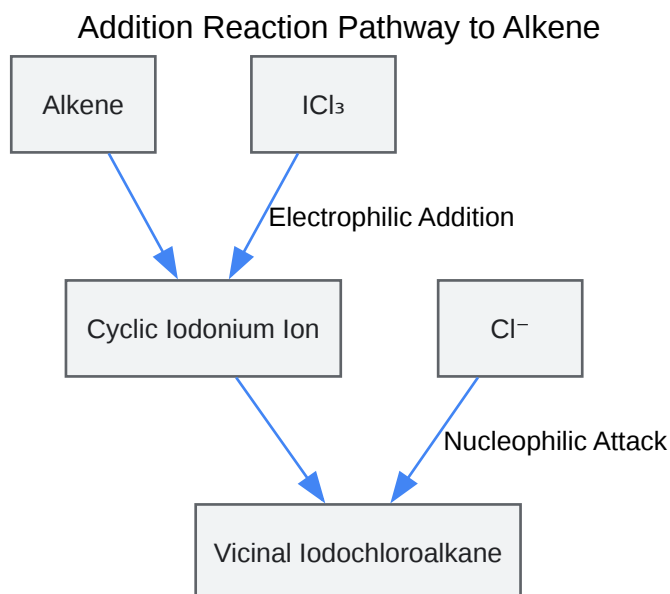 Addition Reaction Pathway to Alkene
Alkene
ICl₃
Electrophilic Addition
Cyclic Iodonium Ion
Cl⁻
Nucleophilic Attack
Vicinal Iodochloroalkane